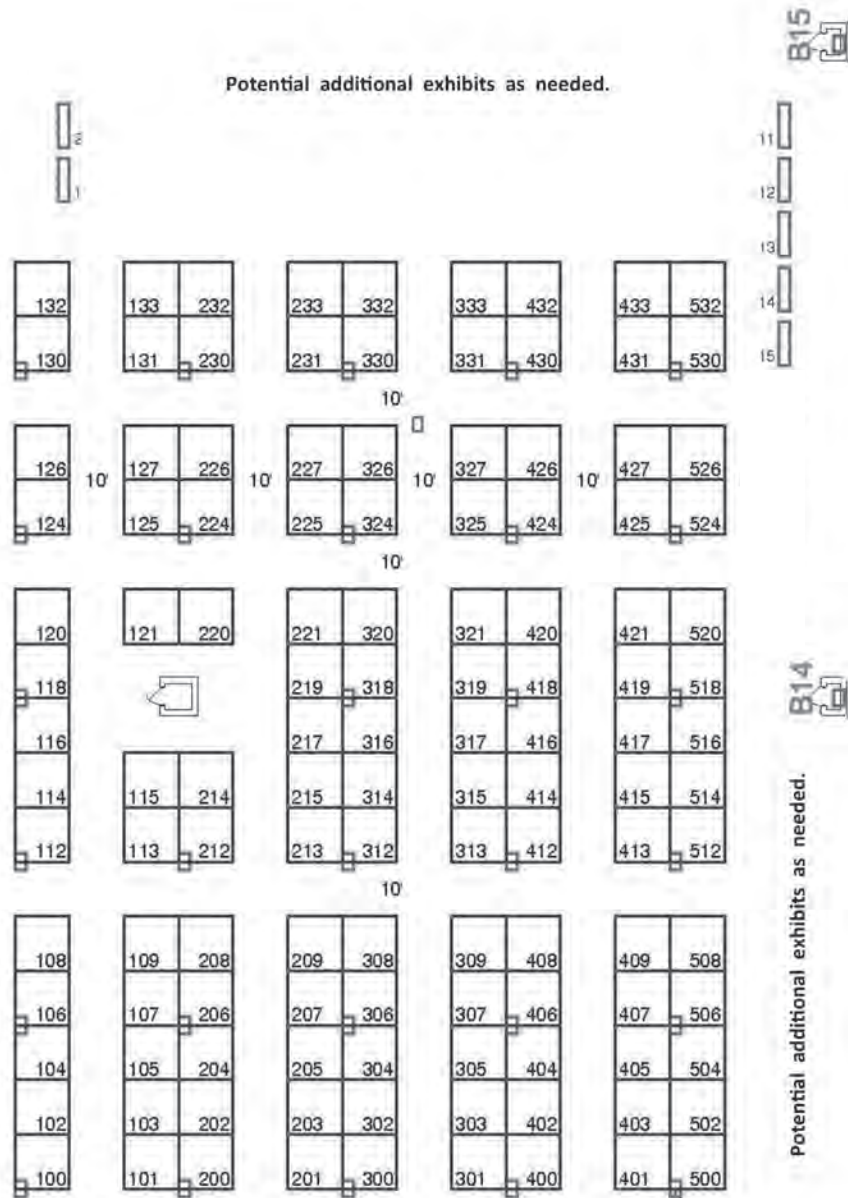 B15
Potential additional exhibits as needed.
2 11
1 12
13
14
15
132 133 232 233 332 333 432 433 532
130 131 230 231 330 331 430 431 530
10'
126 10' 127 226 10' 227 326 10' 327 426 10' 427 526
124 125 224 225 324 325 424 425 524
10'
120 121 220 221 320 321 420 421 520
118 219 318 319 418 419 518
116 217 316 317 416 417 516
B14
114 115 214 215 314 315 414 415 514
112 113 212 213 312 313 412 413 512
10'
108 109 208 209 308 309 408 409 508
106 107 206 207 306 307 406 407 506
104 105 204 205 304 305 404 405 504
102 103 202 203 302 303 402 403 502
100 101 200 201 300 301 400 401 500
Potential additional exhibits as needed.